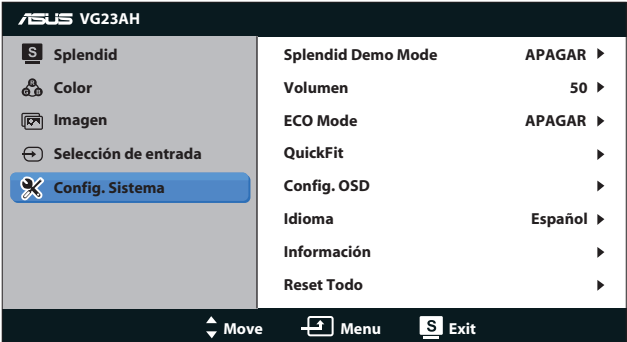 ASUS VG23AH
S Splendid
Color
Imagen
Selección de entrada
Config. Sistema
Splendid Demo Mode APAGAR
Volumen 50
ECO Mode APAGAR
QuickFit
Config. OSD
Idioma Español
Información
Reset Todo
Move Menu S Exit